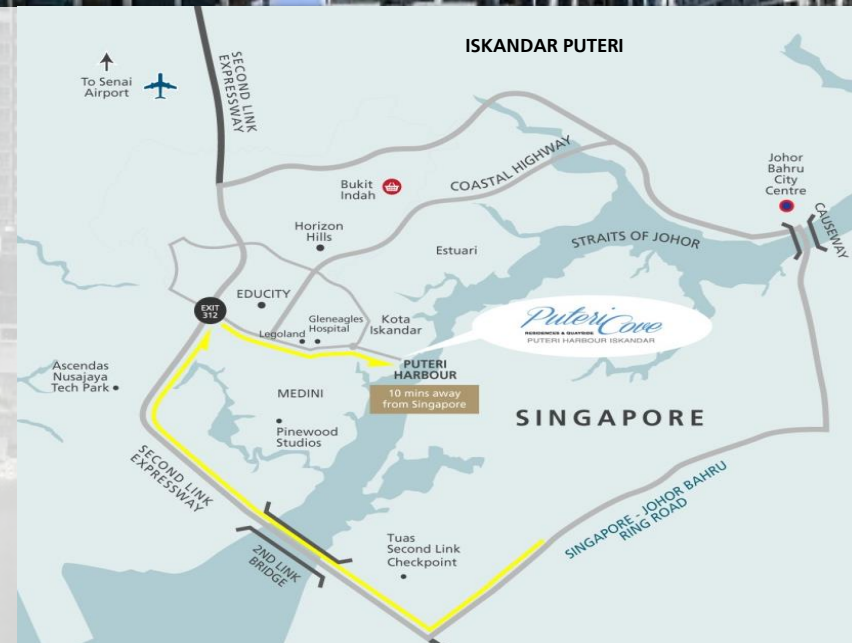 ISKANDAR PUTERI
To Senai
Airport
SECOND LINK
EXPRESSWAY
Bukit
Indah
COASTAL HIGHWAY
Johor
Bahru
City
Centre
CAUSEWAY
Horizon
Hills
Estuari
STRAITS OF JOHOR
EDUCITY
EXIT
312
Legoland
Gleneagles
Hospital
Kota
Iskandar
Puteri Cove
RESIDENCES & QUAYSIDE
PUTERI HARBOUR ISKANDAR
PUTERI
HARBOUR
10 mins away
from Singapore
Ascendas
Nusajaya
Tech Park
MEDINI
Pinewood
Studios
SINGAPORE
SECOND LINK
EXPRESSWAY
2ND LINK
BRIDGE
Tuas
Second Link
Checkpoint
SINGAPORE - JOHOR BAHRU
RING ROAD